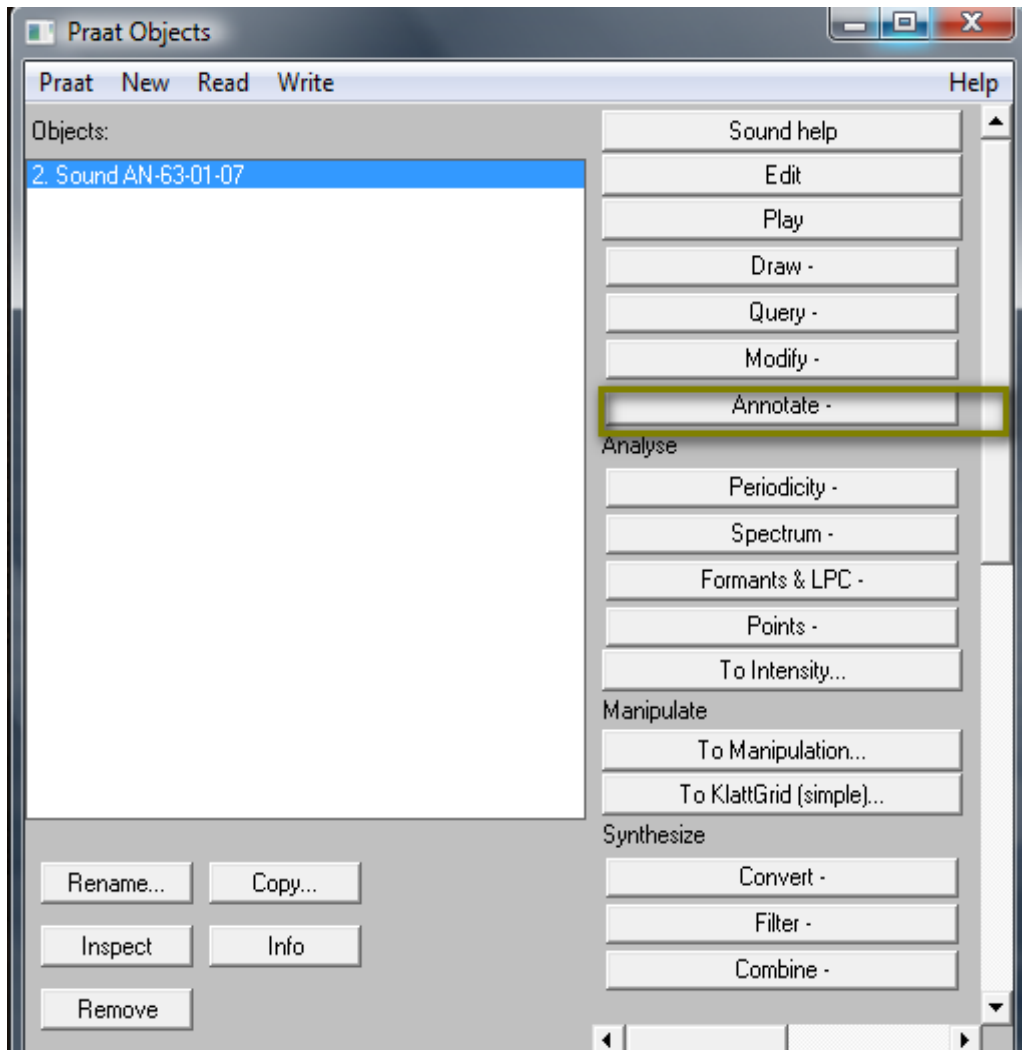 Praat Objects
Praat New Read Write Help
Objects:
2. Sound AN-63-01-07
Sound help
Edit
Play
Draw -
Query -
Modify -
Annotate -
Analyse
Periodicity -
Spectrum -
Formants & LPC -
Points -
To Intensity...
Manipulate
To Manipulation...
To KlattGrid (simple)...
Synthesize
Convert -
Filter -
Combine -
Rename... Copy...
Inspect Info
Remove